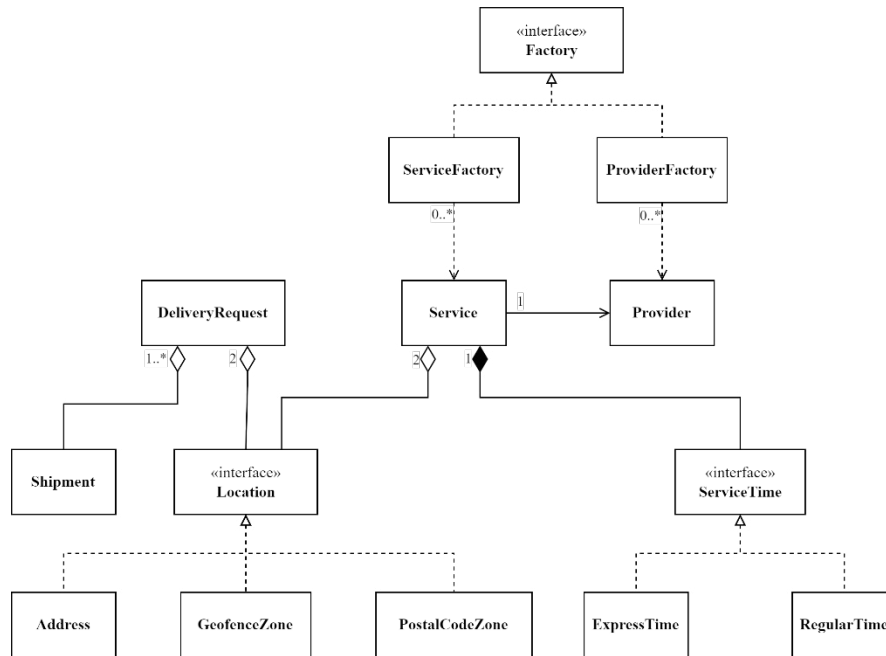 «interface»
Factory
ServiceFactory
ProviderFactory
0..*
0..*
DeliveryRequest
Service
1
Provider
1..*
2
2
1
Shipment
«interface»
Location
«interface»
ServiceTime
Address
GeofenceZone
PostalCodeZone
ExpressTime
RegularTime